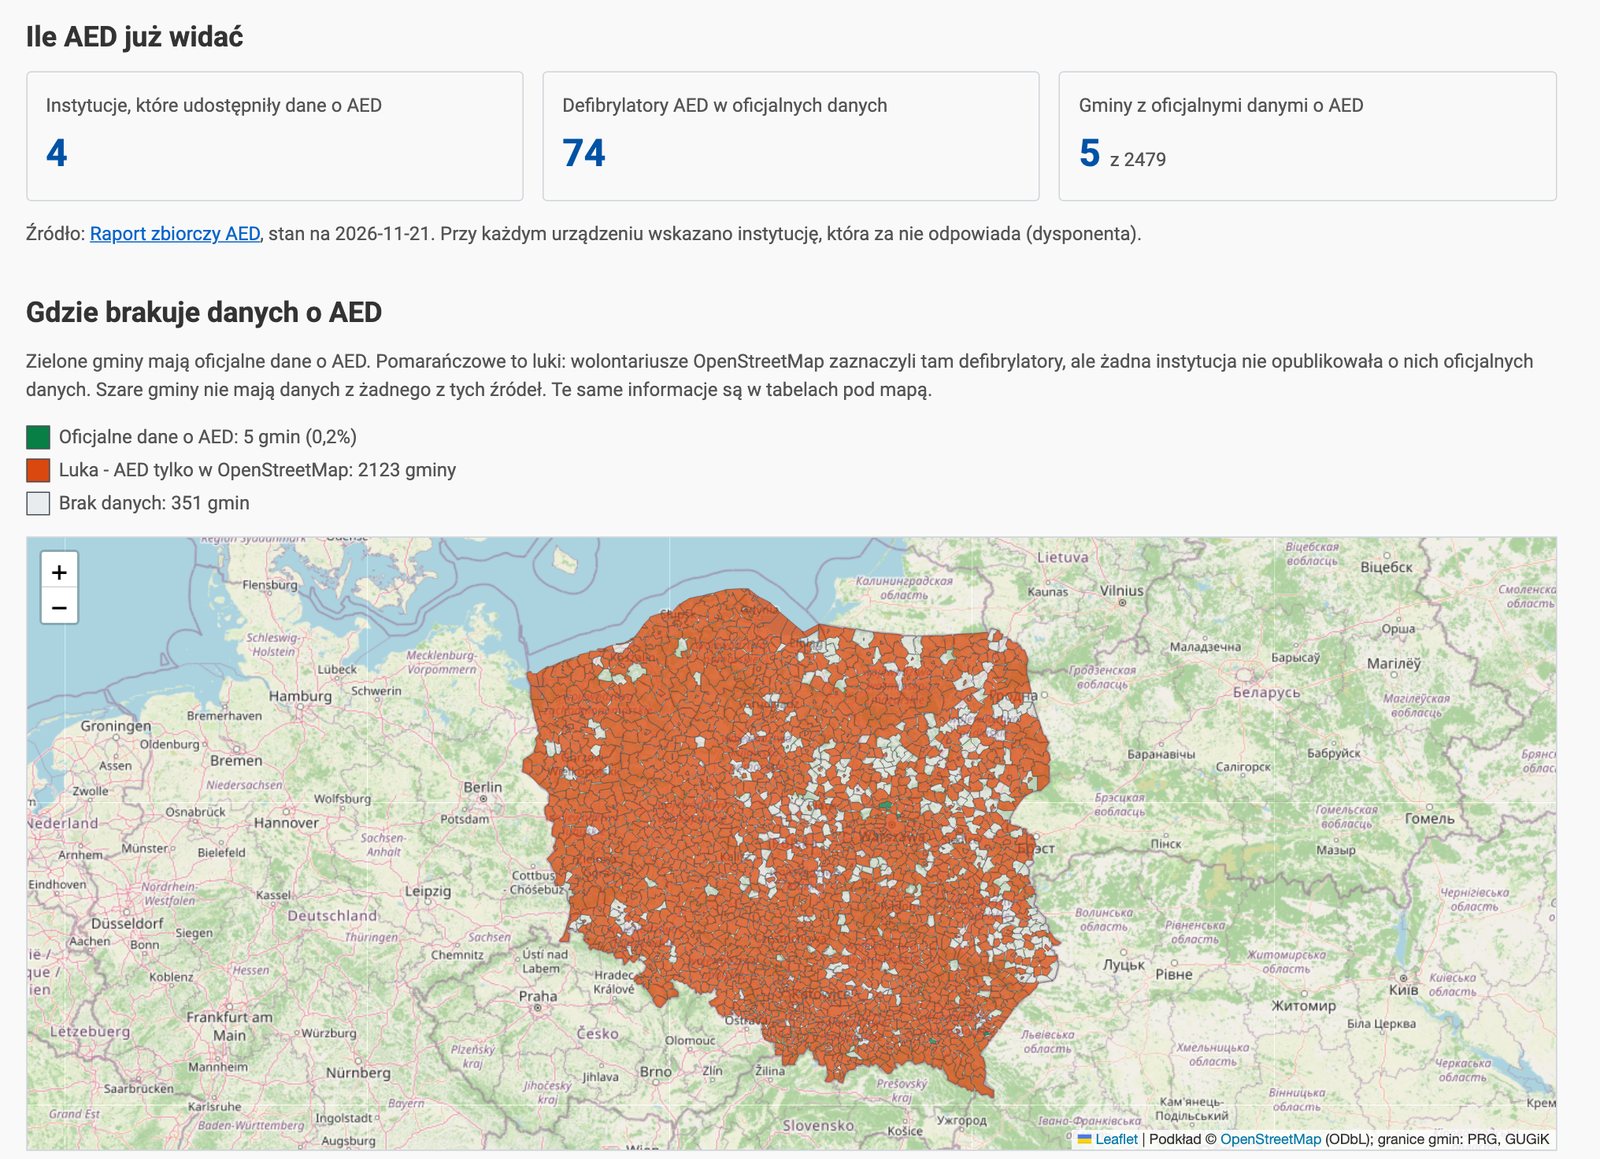 Ile AED już widać
Instytucje, które udostępniły dane o AED
4
Defibrylatory AED w oficjalnych danych
74
Gminy z oficjalnymi danymi o AED
5 z 2479
Źródło: Raport zbiorczy AED, stan na 2026-11-21. Przy każdym urządzeniu wskazano instytucję, która za nie odpowiada (dysponenta).
Gdzie brakuje danych o AED
Zielone gminy mają oficjalne dane o AED. Pomarańczowe to luki: wolontariusze OpenStreetMap zaznaczyli tam defibrylatory, ale żadna instytucja nie opublikowała o nich oficjalnych
danych. Szare gminy nie mają danych z żadnego z tych źródeł. Te same informacje są w tabelach pod mapą.
Oficjalne dane o AED: 5 gmin (0,2%)
Luka - AED tylko w OpenStreetMap: 2123 gminy
Brak danych: 351 gmin
+
−
Flensburg
Schleswig-
Holstein
Lübeck
Mecklenburg-
Vorpommern
Schwerin
Hamburg
Groningen
Bremerhaven
Oldenburg
Bremen
Assen
Zwolle
Niedersachsen
Berlin
Wolfsburg
Potsdam
Osnabrück
Hannover
Nederland
Sachsen-
Anhalt
Arnhem
Münster
Bielefeld
Cottbus
Chóśebuz
Eindhoven
Nordrhein-
Westfalen
Kassel
Leipzig
Düsseldorf
Deutschland
Siegen
Aachen
Bonn
Thüringen
Sachsen
Chemnitz
Hessen
Koblenz
Ústí nad
Labem
Hradec
Králové
Praha
Frankfurt am
Main
Lëtzebuerg
Würzburg
Česko
Olomouc
Ostrava
Plzeňský
kraj
Mannheim
Nürnberg
Saarbrücken
Jihočeský
kraj
Jihlava
Brno
Zlín
Žilina
Karlsruhe
Bayern
Grand Est
Baden-Württemberg
Ingolstadt
Augsburg
Slovensko
Prešovský
kraj
Košice
Ужгород
Lietuva
Kaunas
Vilnius
Калининградская
область
Віцебская
вобласць
Віцебск
Смоленская
область
Орша
Маладзечна
Барысаў
Магілёў
Гродзенская
вобласць
Беларусь
Магілёўская
вобласць
Баранавічы
Бабруйск
Салігорск
Брэсцкая
вобласць
Гомельская
вобласць
Гомель
Пінск
Мазыр
Волинська
область
Рівненська
область
Чернігівська
область
Луцьк
Рівне
Житомирська
область
Київська
область
Київ
Житомир
Біла Церква
Львівська
область
Хмельницька
область
Черкаська
область
Кам'янець-
Подільський
Вінницька
область
Івано-Франківська
область
Warszawa
Leaflet | Podkład © OpenStreetMap (ODbL); granice gmin: PRG, GUGiK